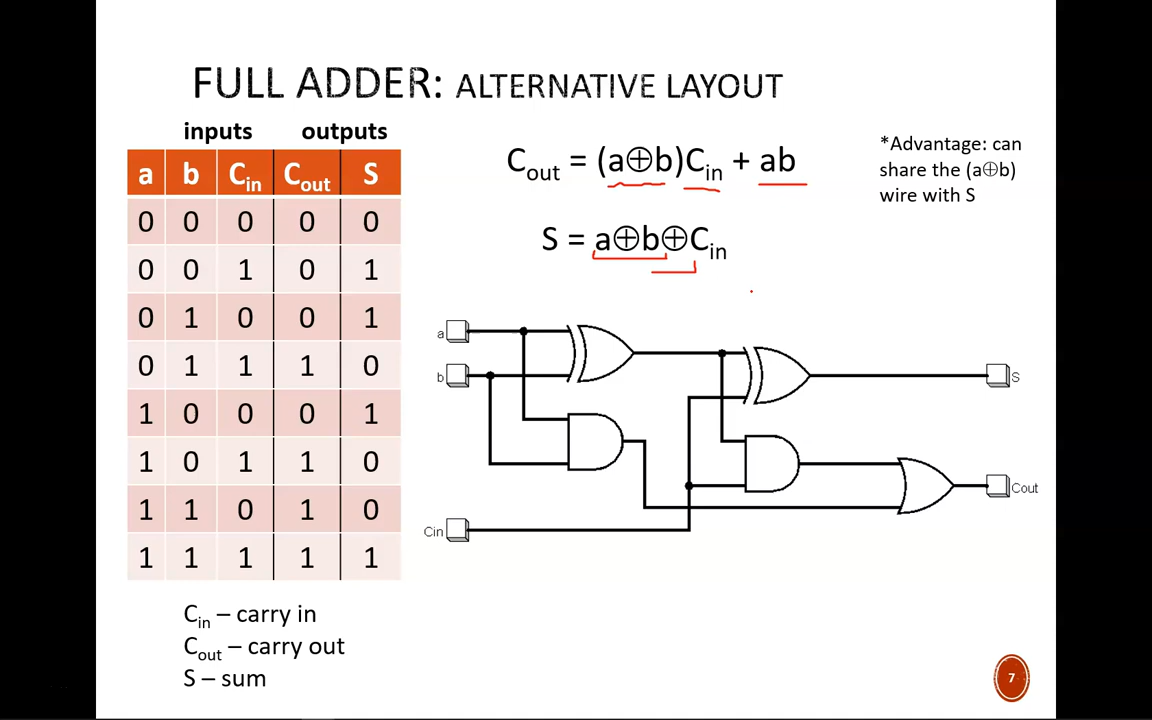 FULL ADDER: ALTERNATIVE LAYOUT
inputs outputs
a b Cin Cout S
0 0 0 0 0
0 0 1 0 1
0 1 0 0 1
0 1 1 1 0
1 0 0 0 1
1 0 1 1 0
1 1 0 1 0
1 1 1 1 1
Cin – carry in
Cout – carry out
S – sum
Cout = (a⊕b)Cin + ab
S = a⊕b⊕Cin
*Advantage: can
share the (a⊕b)
wire with S
a
b
Cin
S
Cout
7